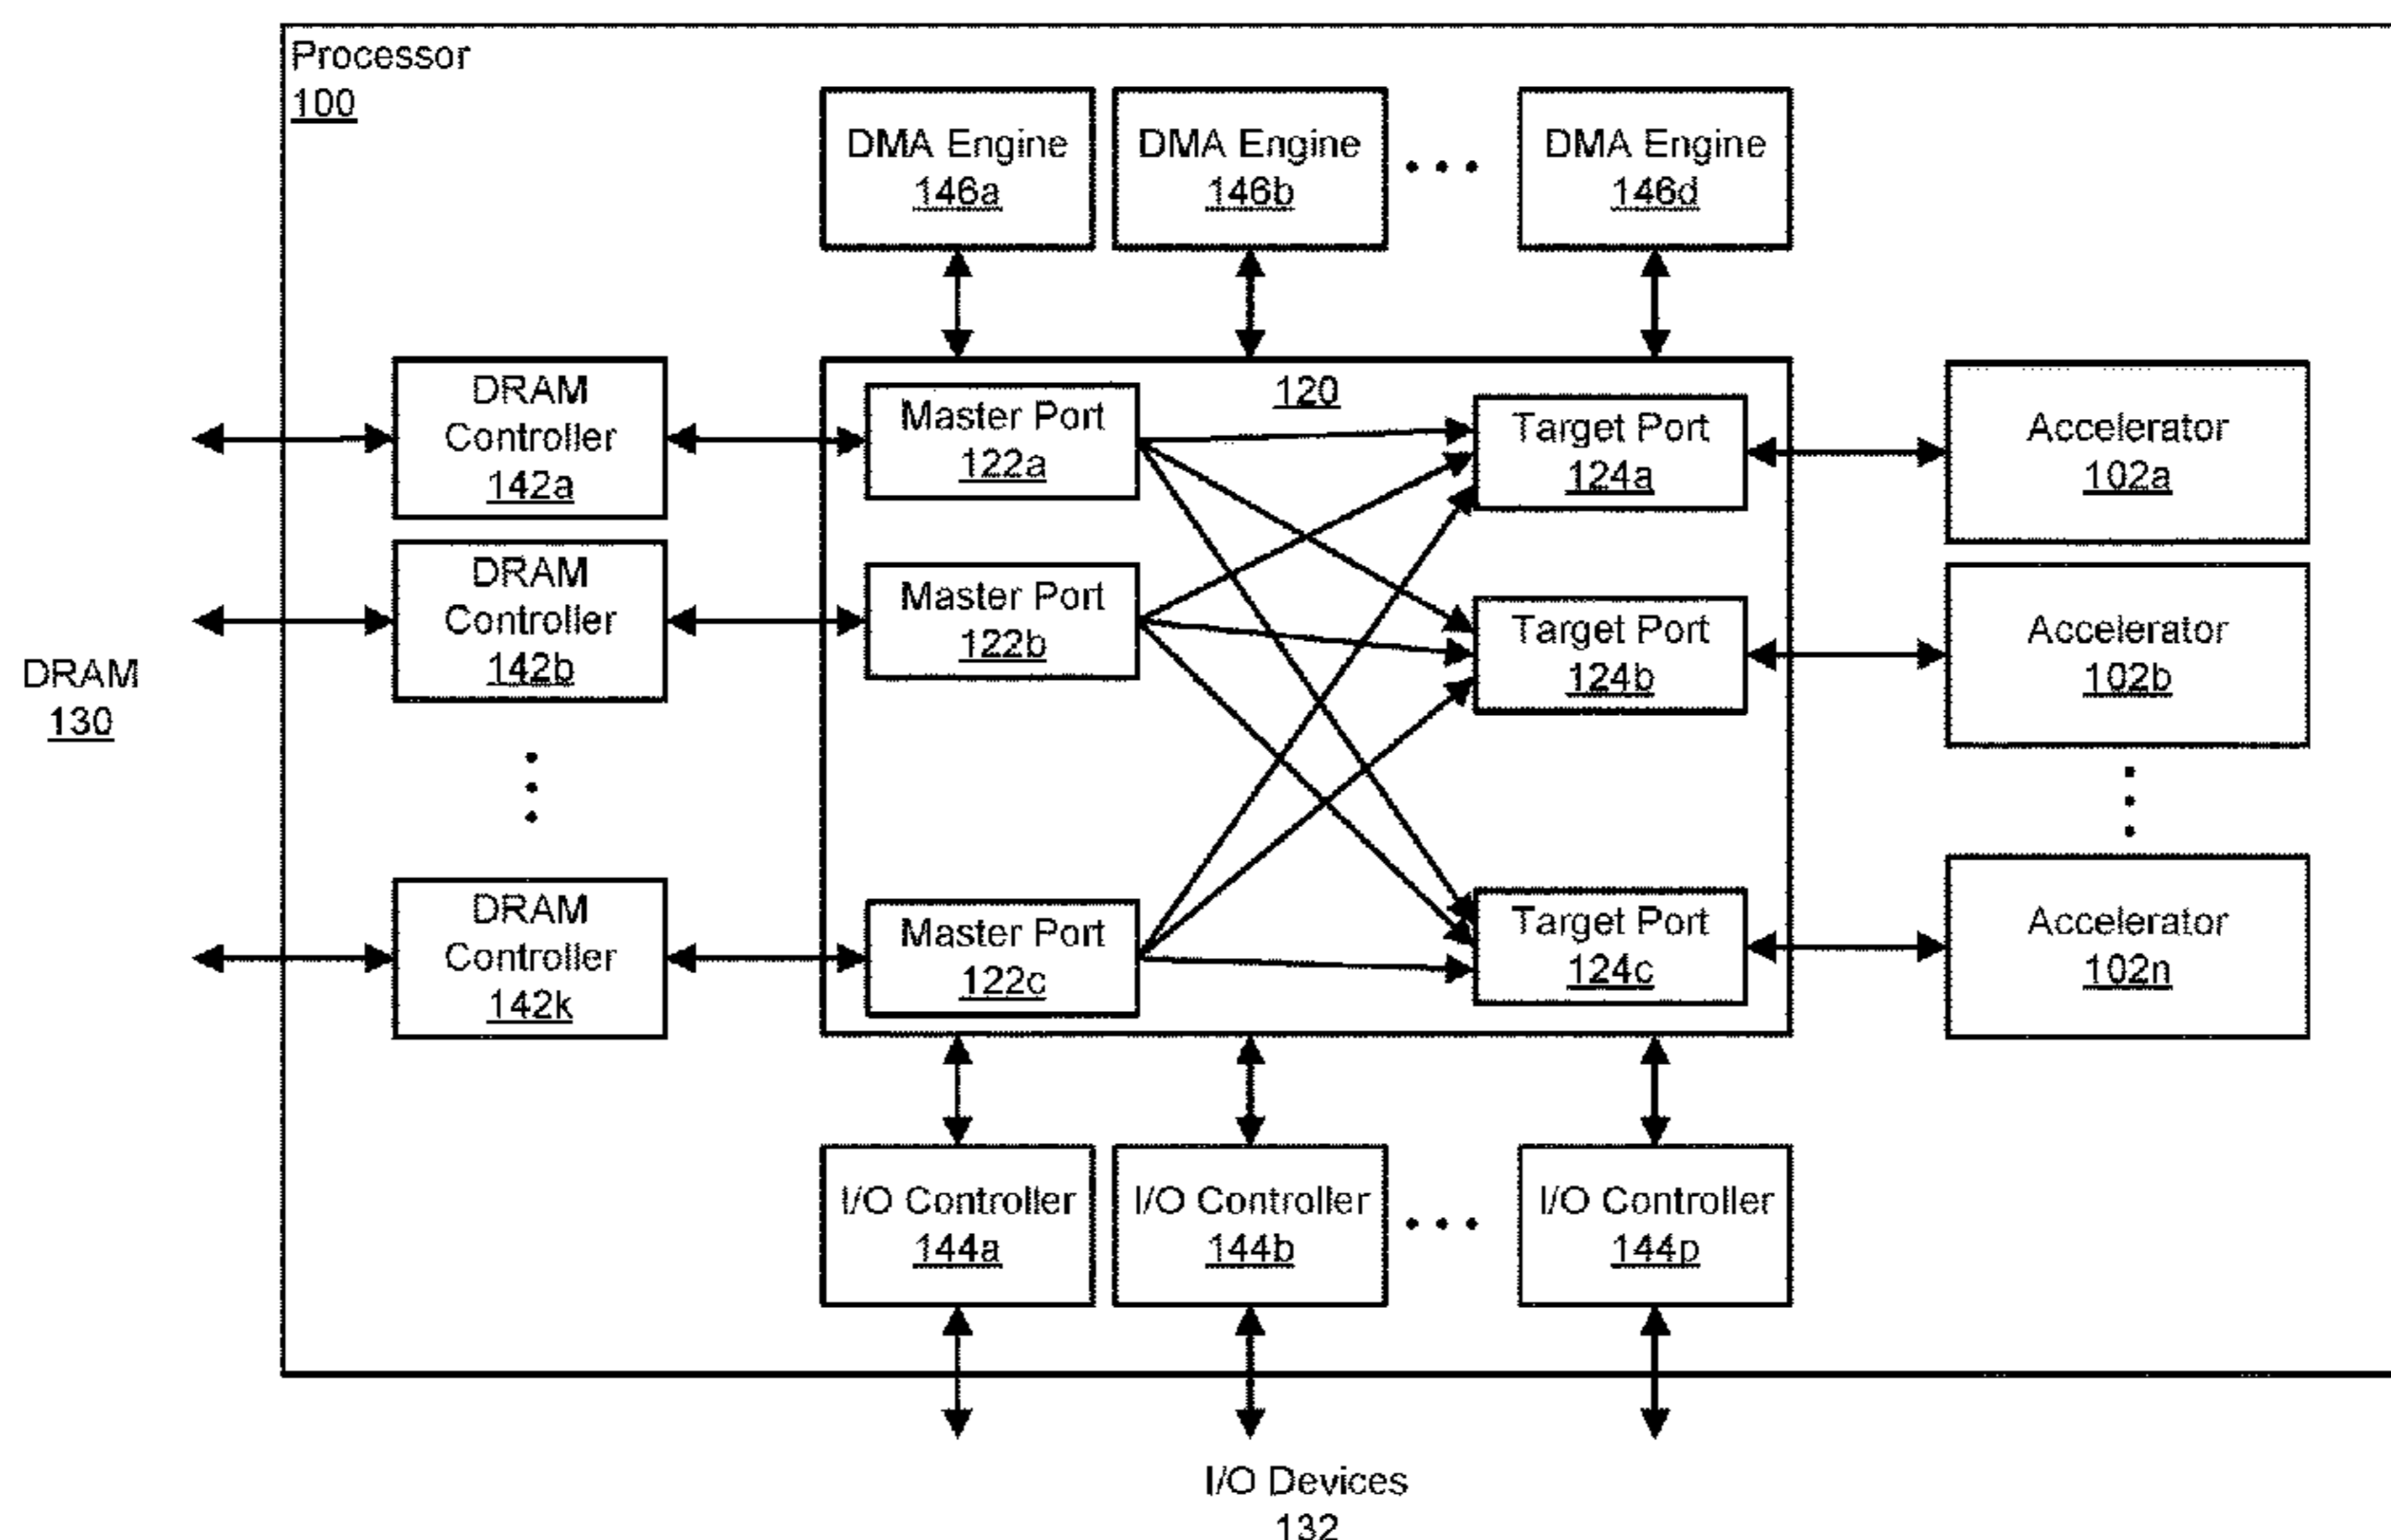 Processor
100
DMA Engine
146a
DMA Engine
146b
DMA Engine
146d
DRAM
Controller
142a
DRAM
Controller
142b
DRAM
Controller
142k
DRAM
130
120
Master Port
122a
Master Port
122b
Master Port
122c
Target Port
124a
Target Port
124b
Target Port
124c
Accelerator
102a
Accelerator
102b
Accelerator
102n
I/O Controller
144a
I/O Controller
144b
I/O Controller
144p
I/O Devices
132